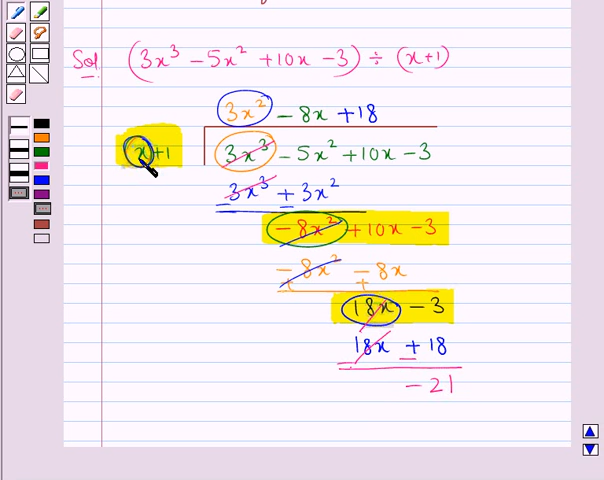 Sol. (3x³ - 5x² + 10x - 3) ÷ (x+1)
3x² - 8x + 18
x+1
3x³ - 5x² + 10x - 3
3x³ + 3x²
- 8x² + 10x - 3
- 8x² - 8x
18x - 3
18x + 18
- 21